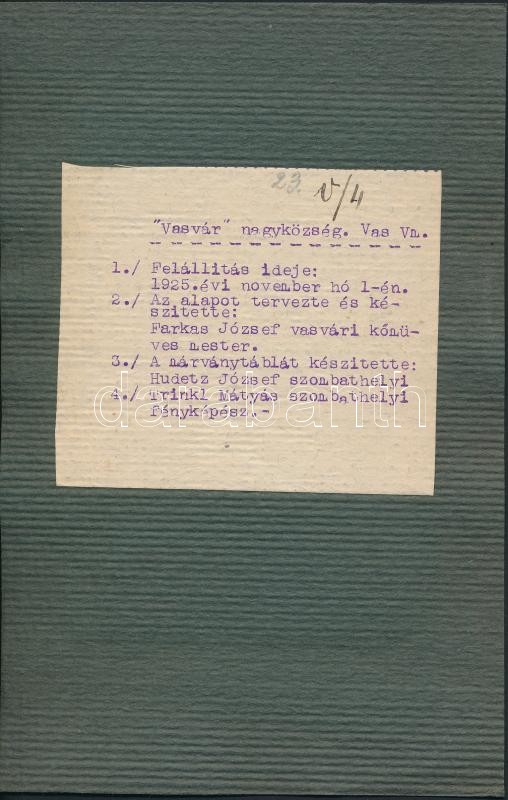 23. V/4
"Vasvár" nagyközség. Vas Vm.
1./ Felállitás ideje:
1925.évi november hó 1-én.
2./ Az alapot tervezte és ké-
szitette:
Farkas József vasvári kőmü-
ves mester.
3./ A márványtáblát készitette:
Hudetz József szombathelyi
4./ Trinkl Mátyás szombathelyi
fényképész.-
darabanth